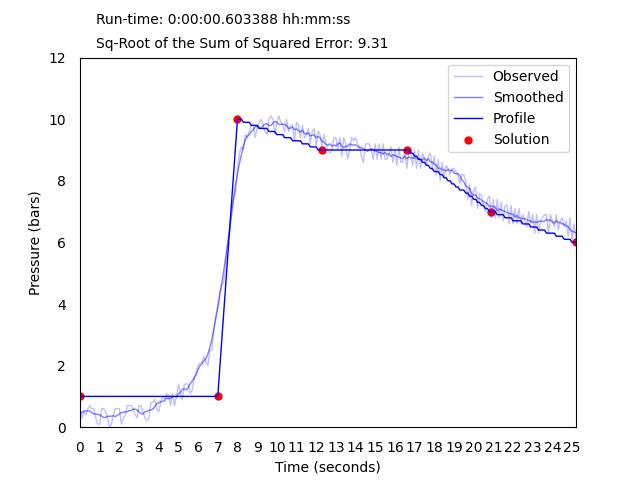 Run-time: 0:00:00.603388 hh:mm:ss
Sq-Root of the Sum of Squared Error: 9.31
12
10
8
6
4
2
0
Pressure (bars)
Observed
Smoothed
Profile
Solution
0 1 2 3 4 5 6 7 8 9 10 11 12 13 14 15 16 17 18 19 20 21 22 23 24 25
Time (seconds)